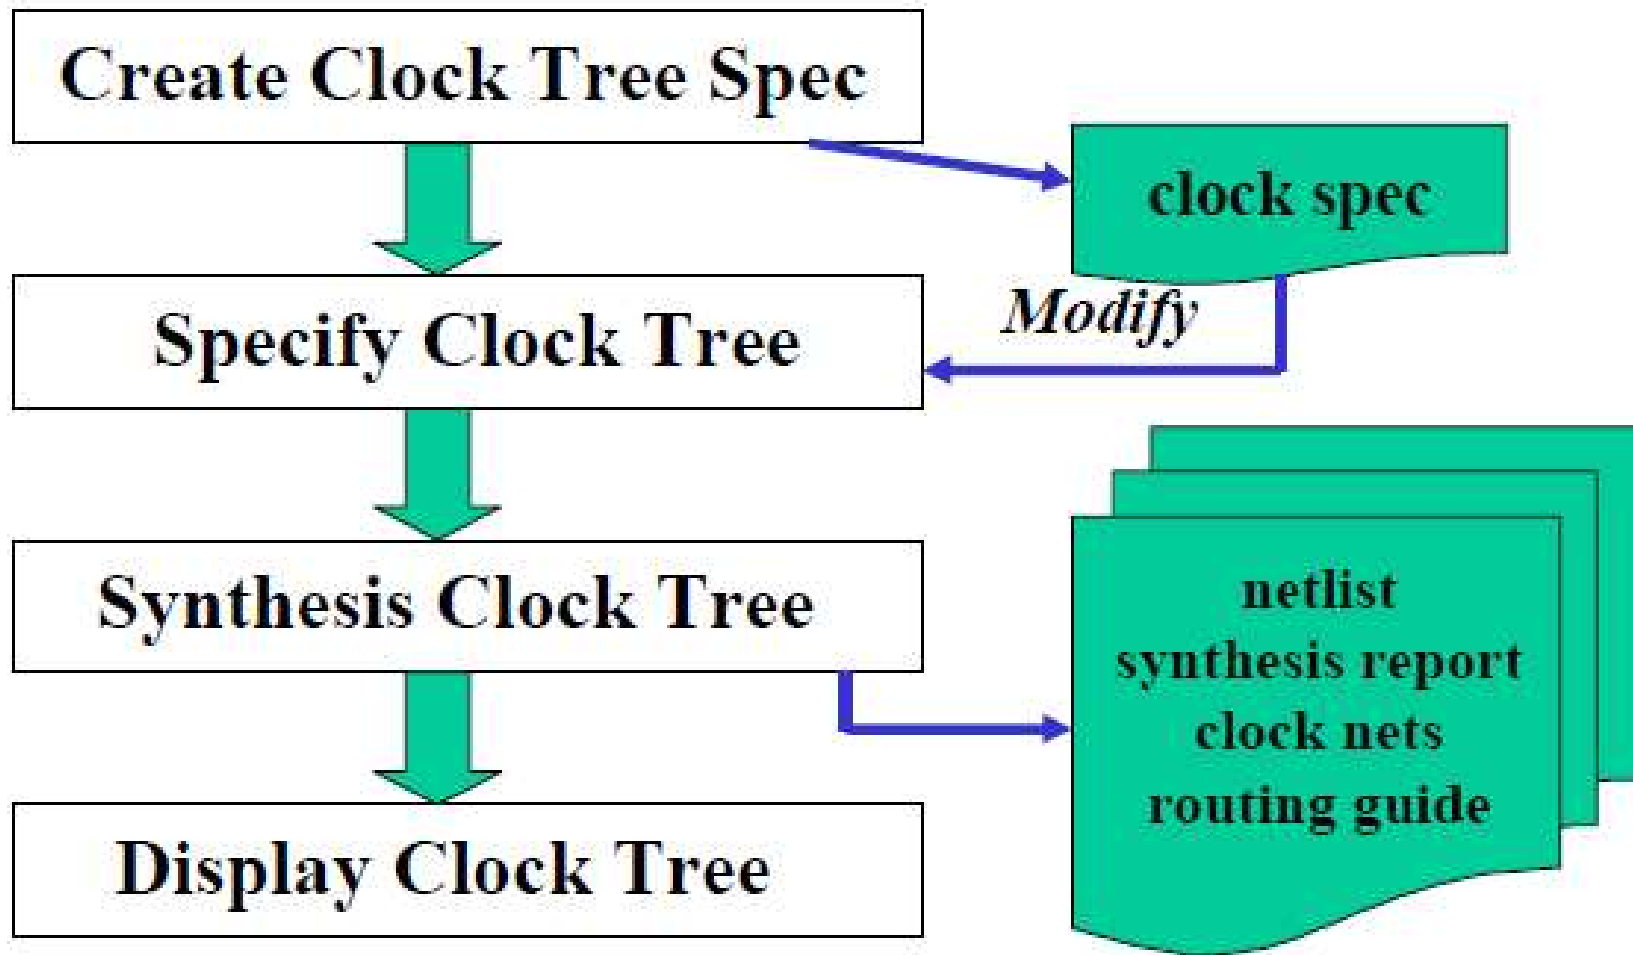 Create Clock Tree Spec
clock spec
Modify
Specify Clock Tree
Synthesis Clock Tree
netlist
synthesis report
clock nets
routing guide
Display Clock Tree